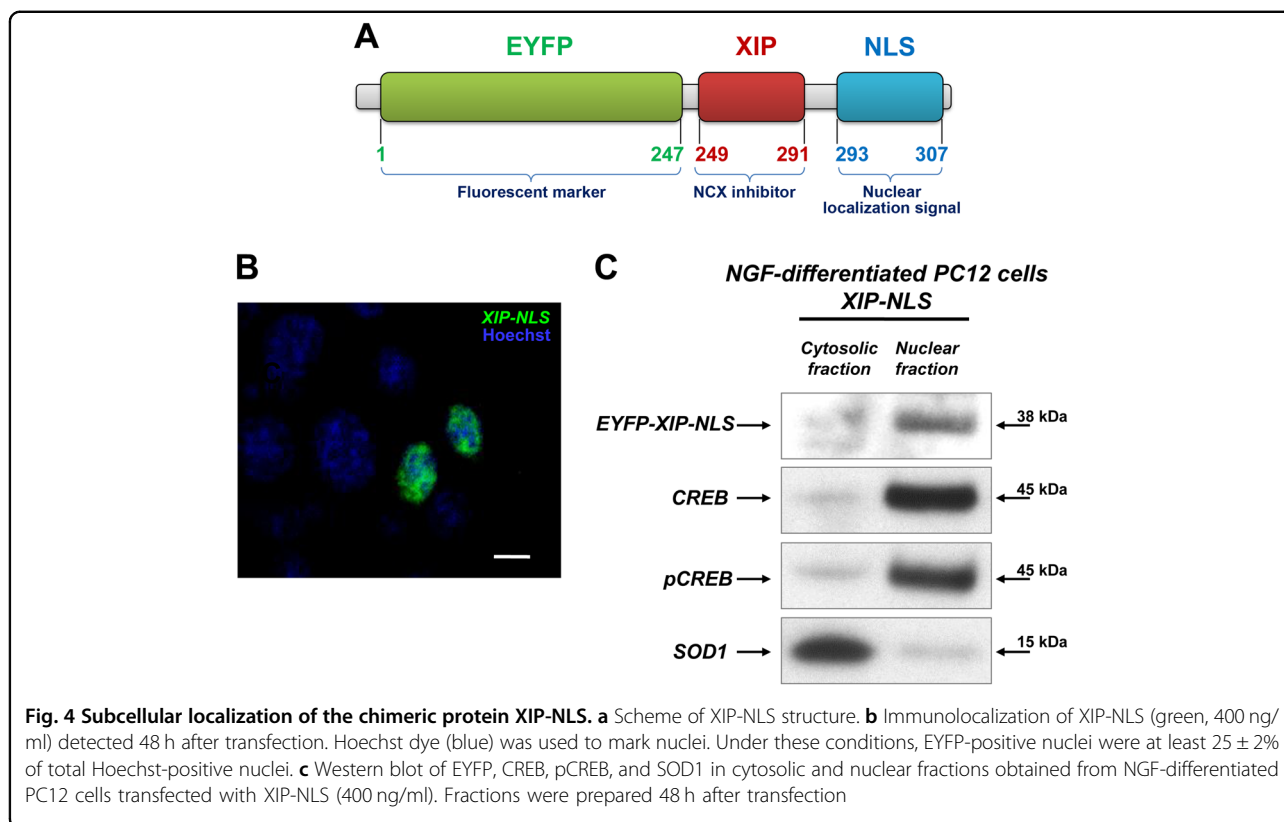 A
EYFP XIP NLS
1 247 249 291 293 307
Fluorescent marker NCX inhibitor Nuclear
localization signal
B
XIP-NLS
Hoechst
C
NGF-differentiated PC12 cells
XIP-NLS
Cytosolic Nuclear
fraction fraction
EYFP-XIP-NLS 38 kDa
CREB 45 kDa
pCREB 45 kDa
SOD1 15 kDa
Fig. 4 Subcellular localization of the chimeric protein XIP-NLS. a Scheme of XIP-NLS structure. b Immunolocalization of XIP-NLS (green, 400 ng/
ml) detected 48 h after transfection. Hoechst dye (blue) was used to mark nuclei. Under these conditions, EYFP-positive nuclei were at least 25 ± 2%
of total Hoechst-positive nuclei. c Western blot of EYFP, CREB, pCREB, and SOD1 in cytosolic and nuclear fractions obtained from NGF-differentiated
PC12 cells transfected with XIP-NLS (400 ng/ml). Fractions were prepared 48 h after transfection